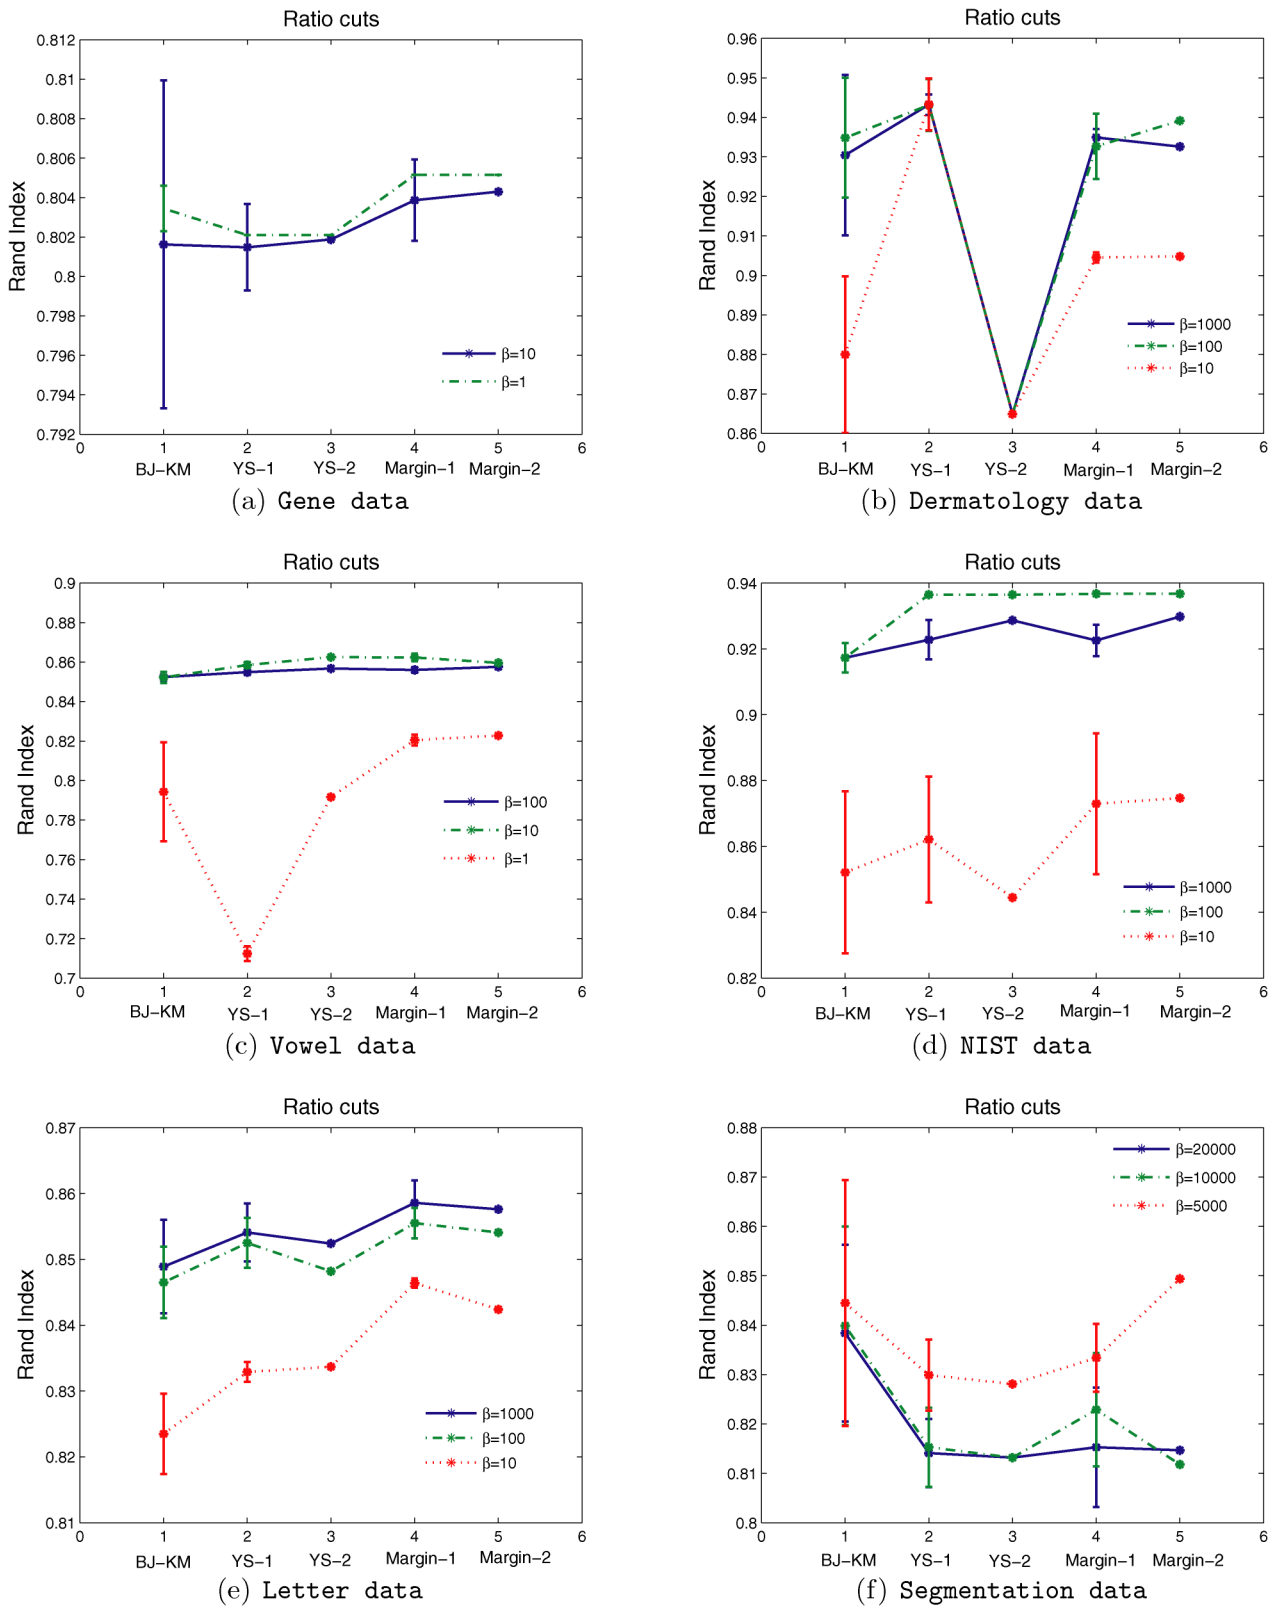 Ratio cuts
0.812
0.81
0.808
0.806
0.804
0.802
0.8
0.798
0.796
0.794
0.792
Rand Index
β=10
β=1
0 1 2 3 4 5 6
BJ-KM YS-1 YS-2 Margin-1 Margin-2
(a) Gene data
Ratio cuts
0.96
0.95
0.94
0.93
0.92
0.91
0.9
0.89
0.88
0.87
0.86
Rand Index
β=1000
β=100
β=10
0 1 2 3 4 5 6
BJ-KM YS-1 YS-2 Margin-1 Margin-2
(b) Dermatology data
Ratio cuts
0.9
0.88
0.86
0.84
0.82
0.8
0.78
0.76
0.74
0.72
0.7
Rand Index
β=100
β=10
β=1
0 1 2 3 4 5 6
BJ-KM YS-1 YS-2 Margin-1 Margin-2
(c) Vowel data
Ratio cuts
0.94
0.92
0.9
0.88
0.86
0.84
0.82
Rand Index
β=1000
β=100
β=10
0 1 2 3 4 5 6
BJ-KM YS-1 YS-2 Margin-1 Margin-2
(d) NIST data
Ratio cuts
0.87
0.86
0.85
0.84
0.83
0.82
0.81
Rand Index
β=1000
β=100
β=10
0 1 2 3 4 5 6
BJ-KM YS-1 YS-2 Margin-1 Margin-2
(e) Letter data
Ratio cuts
0.88
0.87
0.86
0.85
0.84
0.83
0.82
0.81
0.8
Rand Index
β=20000
β=10000
β=5000
0 1 2 3 4 5 6
BJ-KM YS-1 YS-2 Margin-1 Margin-2
(f) Segmentation data